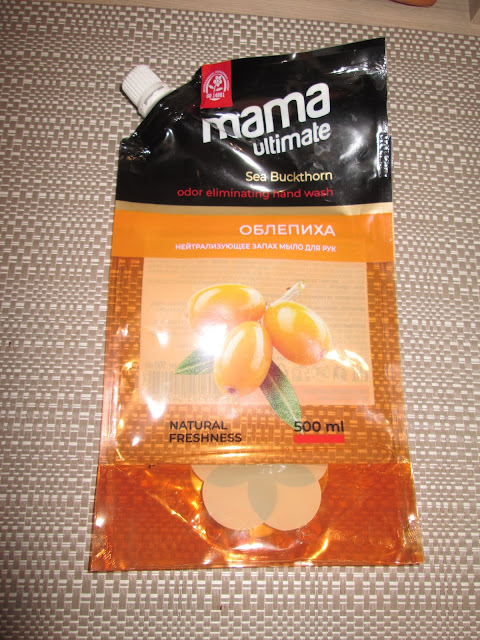 mama
ultimate
Sea Buckthorn
odor eliminating hand wash
ОБЛЕПИХА
НЕЙТРАЛИЗУЮЩЕЕ ЗАПАХ МЫЛО ДЛЯ РУК
NATURAL
FRESHNESS
500 ml